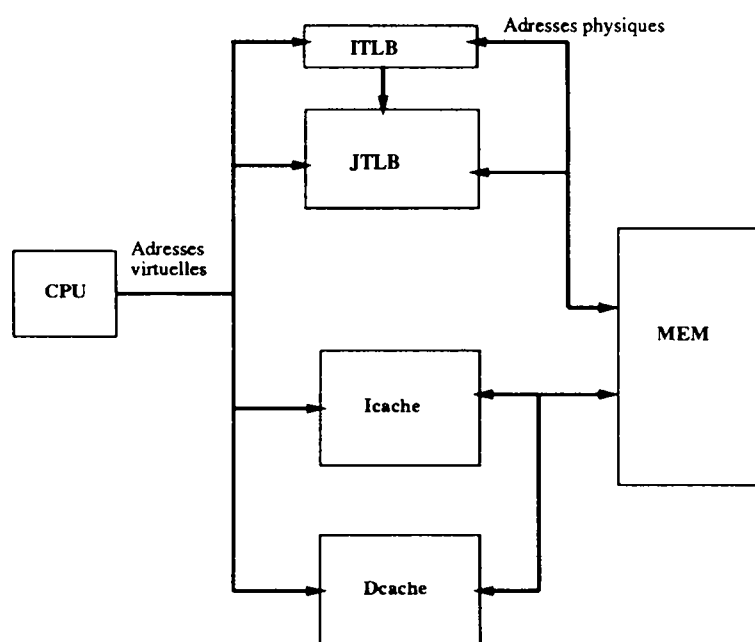 Adresses physiques
ITLB
JTLB
Adresses
virtuelles
CPU
MEM
Icache
Dcache